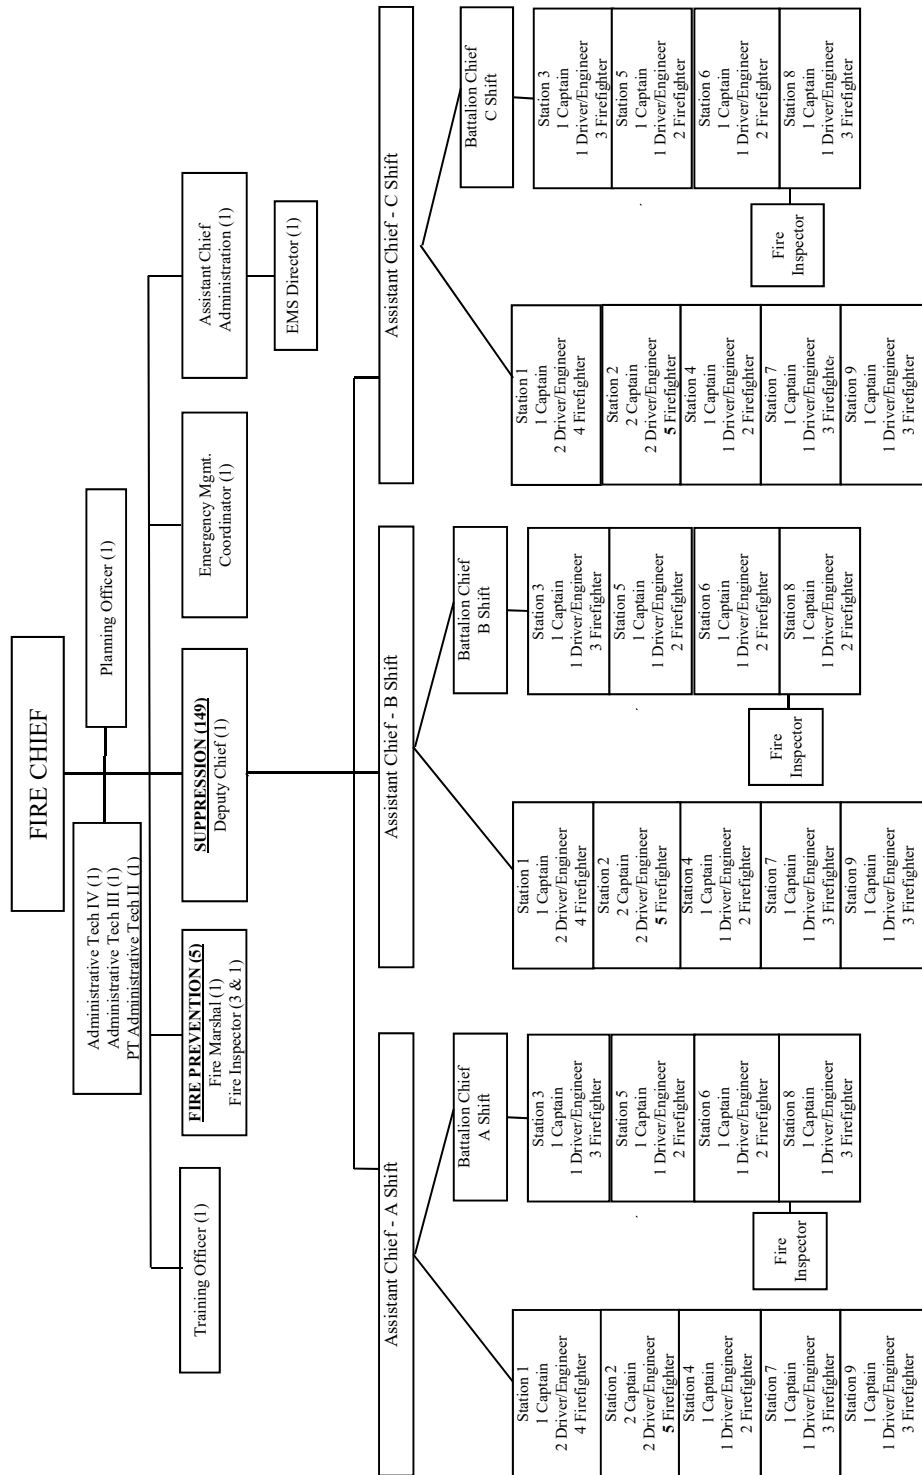 FIRE CHIEF
Administrative Tech IV (1)
Administrative Tech III (1)
PT Administrative Tech II (1)
Planning Officer (1)
Training Officer (1)
FIRE PREVENTION (5)
Fire Marshal (1)
Fire Inspector (3 & 1)
SUPPRESSION (149)
Deputy Chief (1)
Emergency Mgmt.
Coordinator (1)
Assistant Chief
Administration (1)
EMS Director (1)
Assistant Chief - A Shift
Assistant Chief - B Shift
Assistant Chief - C Shift
Battalion Chief
A Shift
Battalion Chief
B Shift
Battalion Chief
C Shift
Station 1
1 Captain
2 Driver/Engineer
4 Firefighter
Station 2
2 Captain
2 Driver/Engineer
5 Firefighter
Station 4
1 Captain
1 Driver/Engineer
2 Firefighter
Station 7
1 Captain
1 Driver/Engineer
3 Firefighter
Station 9
1 Captain
1 Driver/Engineer
3 Firefighter
Station 3
1 Captain
1 Driver/Engineer
3 Firefighter
Station 5
1 Captain
1 Driver/Engineer
2 Firefighter
Station 6
1 Captain
1 Driver/Engineer
2 Firefighter
Station 8
1 Captain
1 Driver/Engineer
3 Firefighter
Fire
Inspector
Station 1
1 Captain
2 Driver/Engineer
4 Firefighter
Station 2
2 Captain
2 Driver/Engineer
5 Firefighter
Station 4
1 Captain
1 Driver/Engineer
2 Firefighter
Station 7
1 Captain
1 Driver/Engineer
3 Firefighter
Station 9
1 Captain
1 Driver/Engineer
3 Firefighter
Station 3
1 Captain
1 Driver/Engineer
3 Firefighter
Station 5
1 Captain
1 Driver/Engineer
2 Firefighter
Station 6
1 Captain
1 Driver/Engineer
2 Firefighter
Station 8
1 Captain
1 Driver/Engineer
2 Firefighter
Fire
Inspector
Station 1
1 Captain
2 Driver/Engineer
4 Firefighter
Station 2
2 Captain
2 Driver/Engineer
5 Firefighter
Station 4
1 Captain
1 Driver/Engineer
2 Firefighter
Station 7
1 Captain
1 Driver/Engineer
3 Firefighter
Station 9
1 Captain
1 Driver/Engineer
3 Firefighter
Station 3
1 Captain
1 Driver/Engineer
3 Firefighter
Station 5
1 Captain
1 Driver/Engineer
2 Firefighter
Station 6
1 Captain
1 Driver/Engineer
2 Firefighter
Station 8
1 Captain
1 Driver/Engineer
3 Firefighter
Fire
Inspector